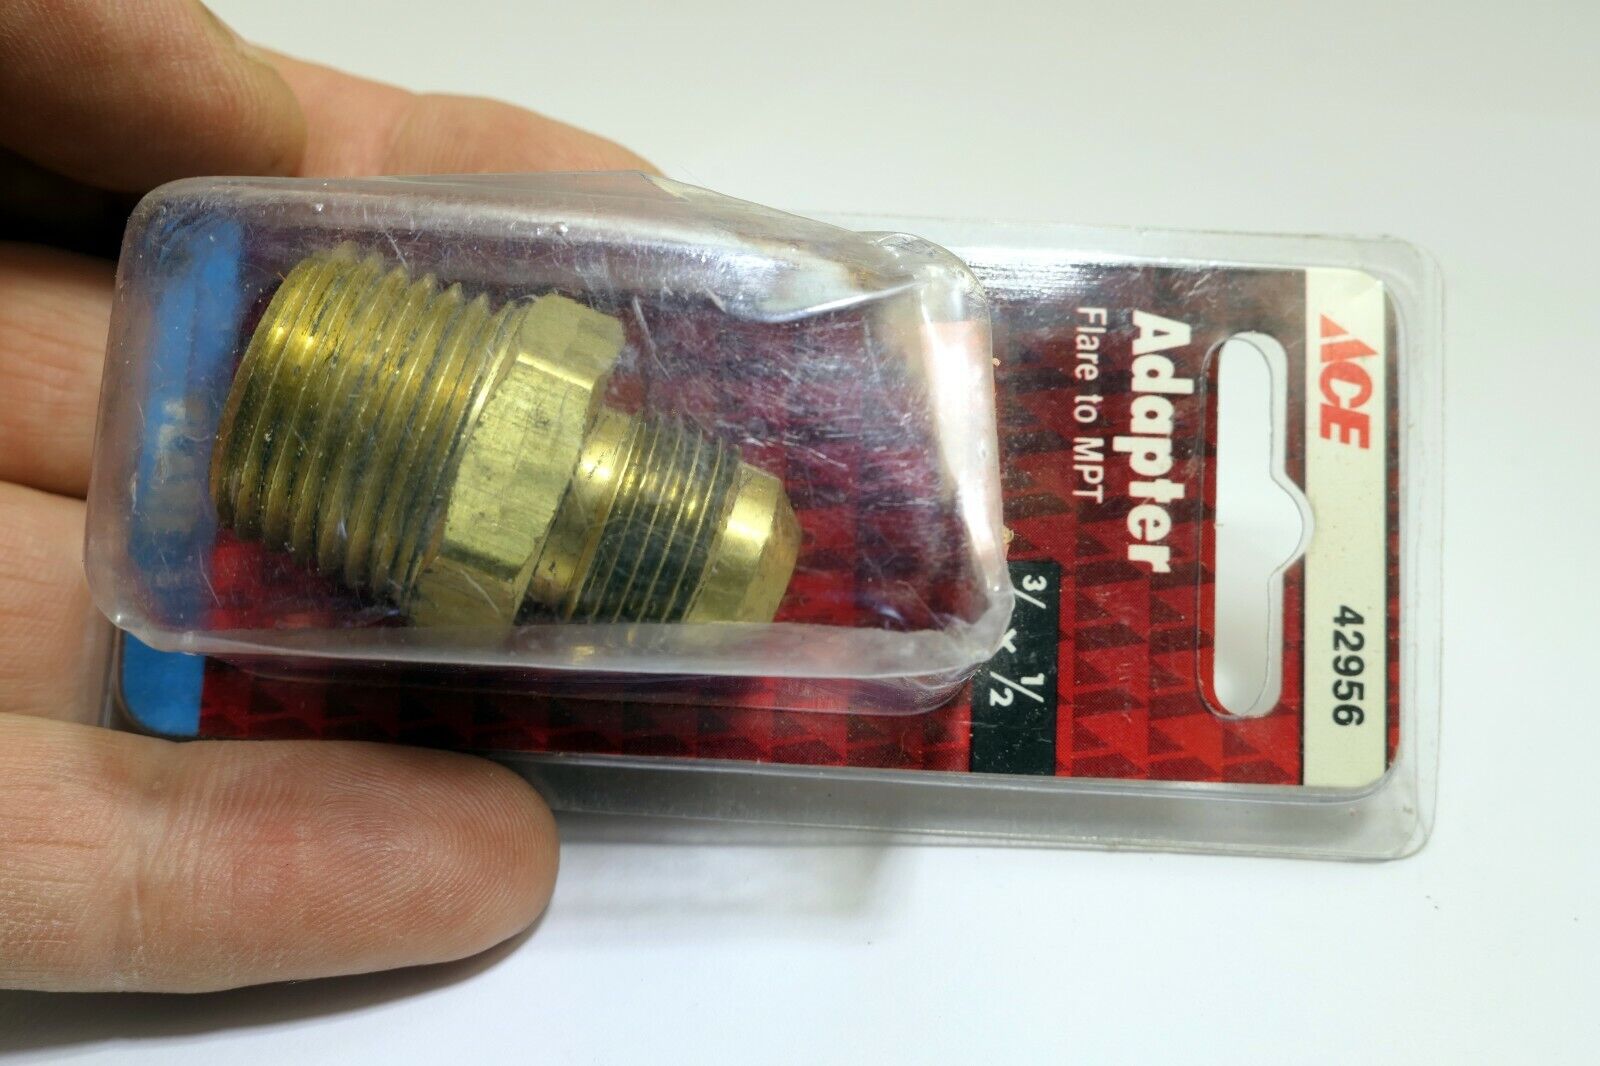 ACE 42956
Adapter
Flare to MPT
3/ x 1/2